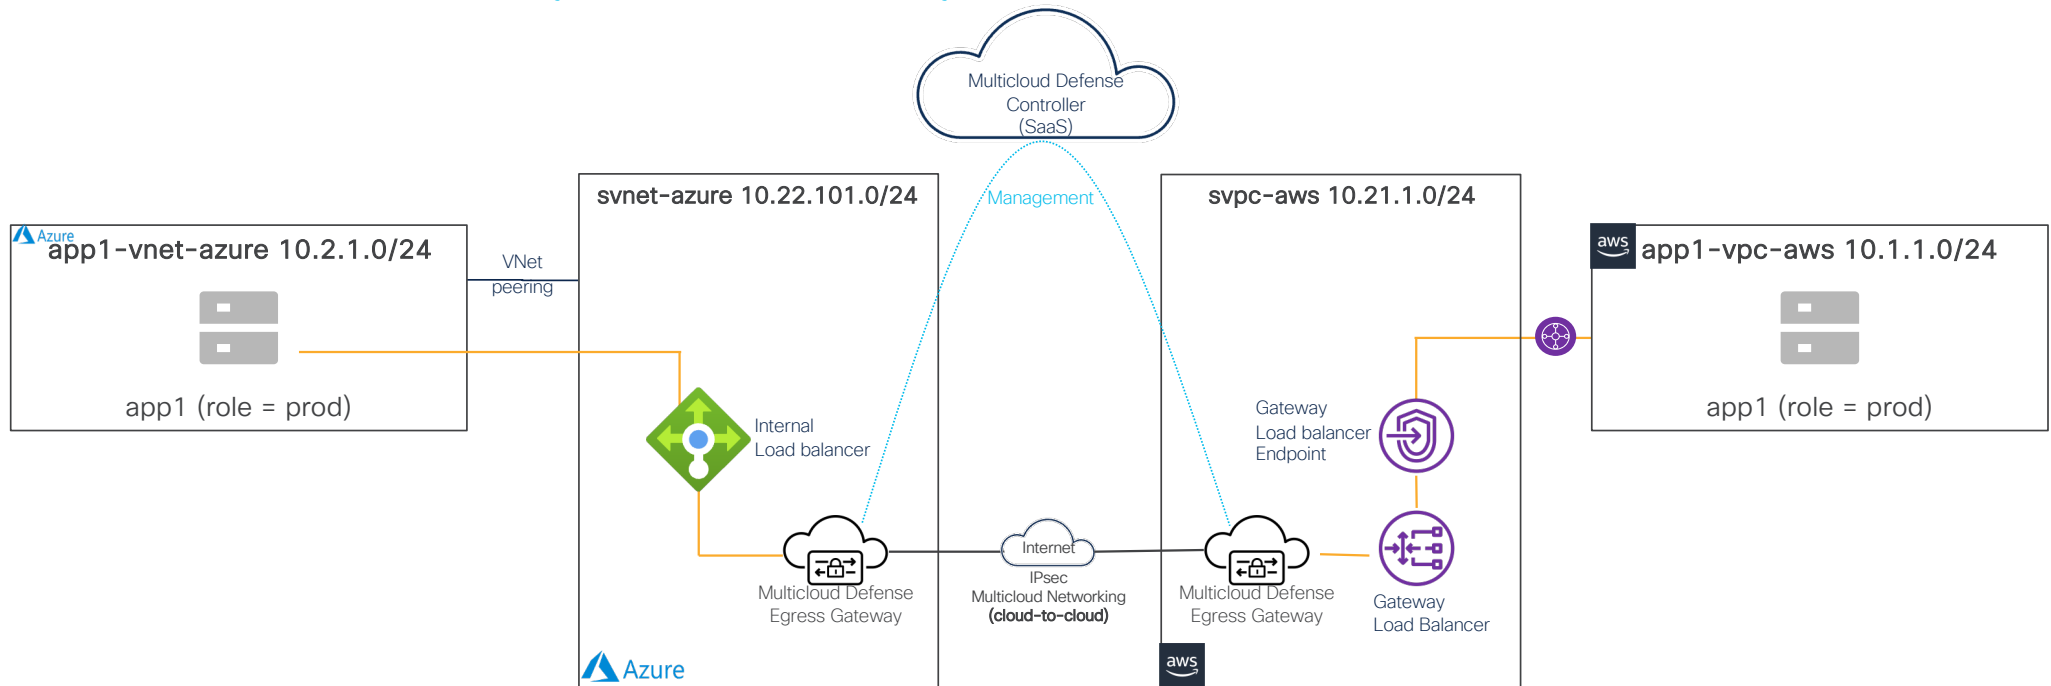 Multicloud Defense
Controller
(SaaS)
Management
svnet-azure 10.22.101.0/24
svpc-aws 10.21.1.0/24
Azure
app1-vnet-azure 10.2.1.0/24
VNet
peering
aws
app1-vpc-aws 10.1.1.0/24
app1 (role = prod)
app1 (role = prod)
Internal
Load balancer
Gateway
Load balancer
Endpoint
Internet
IPsec
Multicloud Networking
(cloud-to-cloud)
Multicloud Defense
Egress Gateway
Multicloud Defense
Egress Gateway
Gateway
Load Balancer
Azure
aws